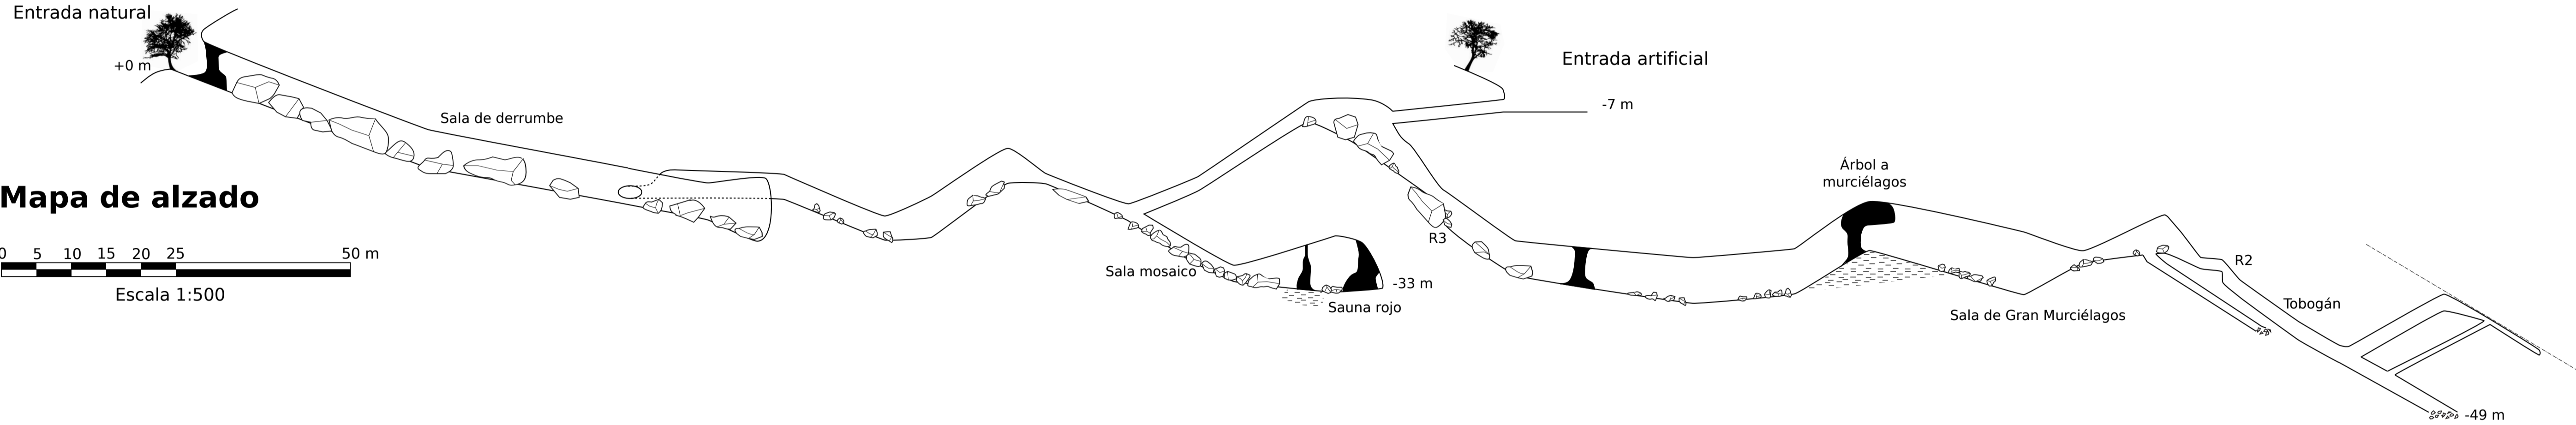 Entrada natural
+0 m
Sala de derrumbe
Entrada artificial
-7 m
Árbol a
murciélagos
Mapa de alzado
0 5 10 15 20 25 50 m
Escala 1:500
R3
Sala mosaico
-33 m
Sauna rojo
R2
Tobogán
Sala de Gran Murciélagos
-49 m